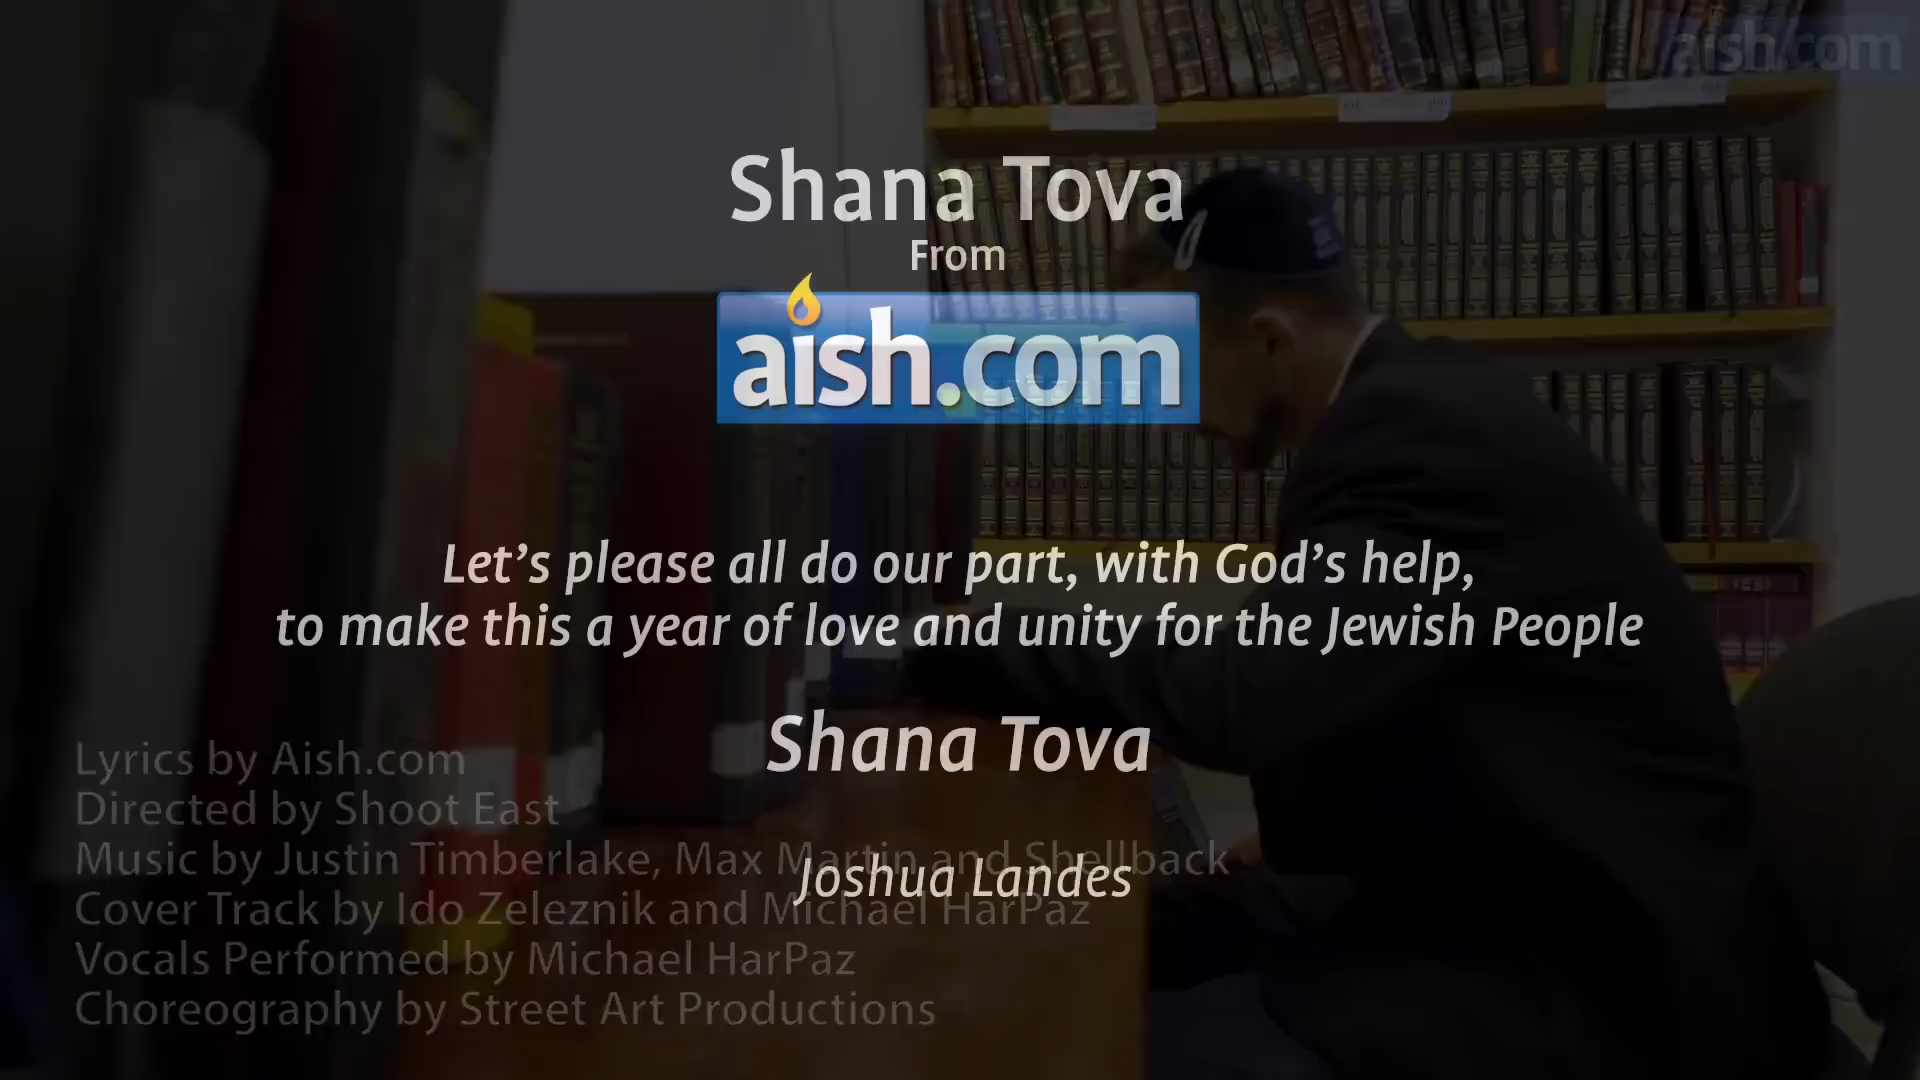 aish.com
Shana Tova
From
aish.com
Let’s please all do our part, with God’s help,
to make this a year of love and unity for the Jewish People
Shana Tova
Joshua Landes
Lyrics by Aish.com
Directed by Shoot East
Music by Justin Timberlake, Max Martin and Shellback
Cover Track by Ido Zeleznik and Michael HarPaz
Vocals Performed by Michael HarPaz
Choreography by Street Art Productions